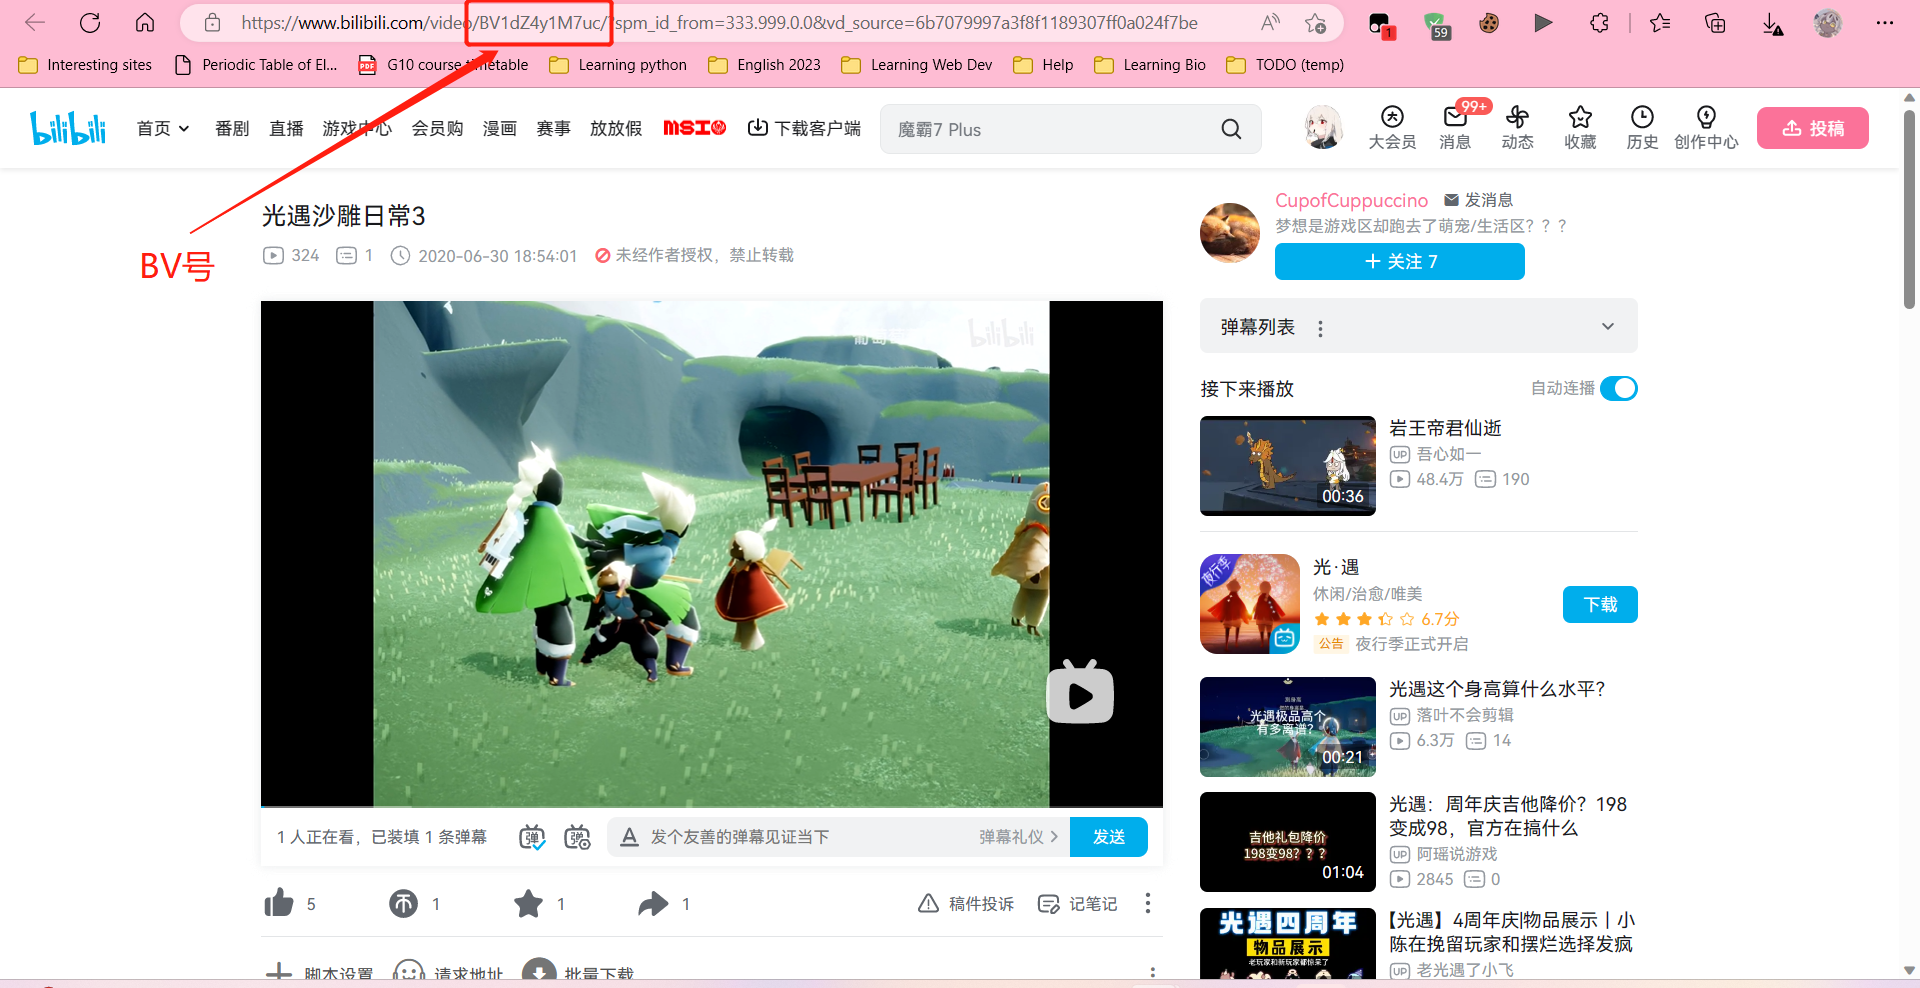 https://www.bilibili.com/video/BV1dZ4y1M7uc/?spm_id_from=333.999.0.0&vd_source=6b7079997a3f8f1189307ff0a024f7be
1
59
Interesting sites
Periodic Table of El...
G10 course timetable
Learning python
English 2023
Learning Web Dev
Help
Learning Bio
TODO (temp)
bilibili
首页
番剧
直播
游戏中心
会员购
漫画
赛事
放放假
MSI
下载客户端
魔霸7 Plus
大会员
99+
消息
动态
收藏
历史
创作中心
投稿
BV号
光遇沙雕日常3
324
1
2020-06-30 18:54:01
未经作者授权，禁止转载
bilibili
1 人正在看，已装填 1 条弹幕
弹
弹
发个友善的弹幕见证当下
弹幕礼仪
发送
5
1
1
1
稿件投诉
记笔记
脚本设置
请求地址
批量下载
CupofCuppuccino
发消息
梦想是游戏区却跑去了萌宠/生活区？？？
关注 7
弹幕列表
接下来播放
自动连播
00:36
岩王帝君仙逝
UP 吾心如一
48.4万
190
夜行季
光·遇
休闲/治愈/唯美
6.7分
公告 夜行季正式开启
下载
光遇极品高个
有多离谱?
00:21
光遇这个身高算什么水平？
UP 落叶不会剪辑
6.3万
14
吉他礼包降价
198变98？？？
01:04
光遇：周年庆吉他降价？198
变成98，官方在搞什么
UP 阿瑶说游戏
2845
0
光遇四周年
物品展示
老玩家和新玩家都惊呆了
【光遇】4周年庆|物品展示｜小
陈在挽留玩家和摆烂选择发疯
UP 老光遇了小飞